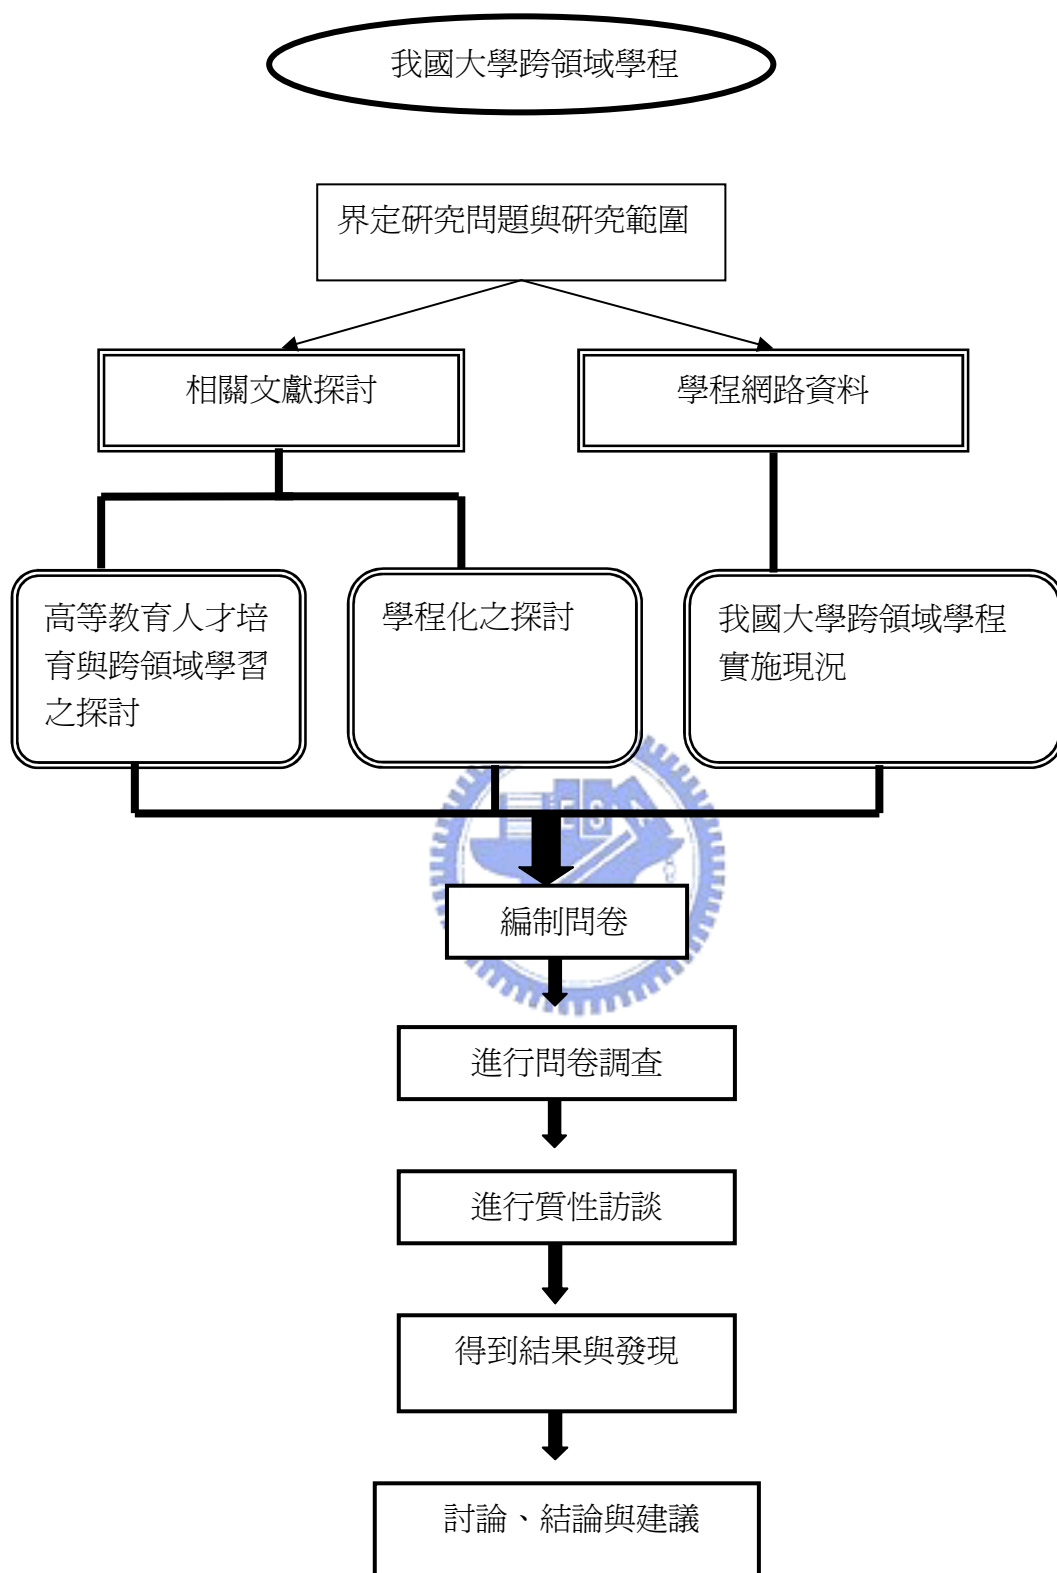 我國大學跨領域學程
界定研究問題與研究範圍
相關文獻探討
學程網路資料
高等教育人才培
育與跨領域學習
之探討
學程化之探討
我國大學跨領域學程
實施現況
編制問卷
進行問卷調查
進行質性訪談
得到結果與發現
討論、結論與建議